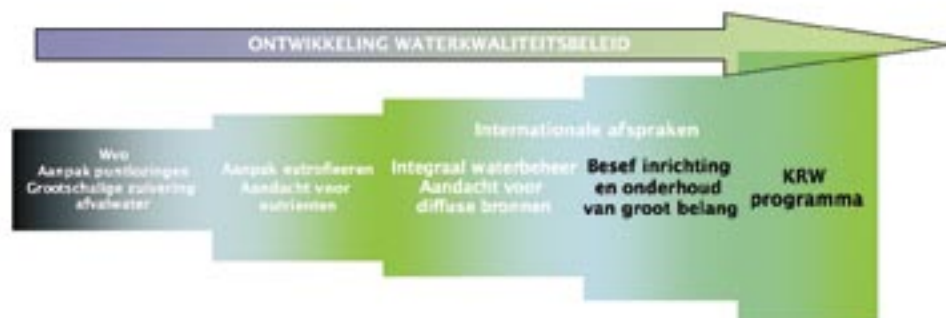 ONTWIKKELING WATERKWALITEITSBELEID
Wvo
Aanpak puntlozingen
Grootschalige zuivering
afvalwater
Aanpak eutrofieëren
Aandacht voor
nutriënten
Internationale afspraken
Integraal waterbeheer
Aandacht voor
diffuse bronnen
Besef inrichting
en onderhoud
van groot belang
KRW
programma